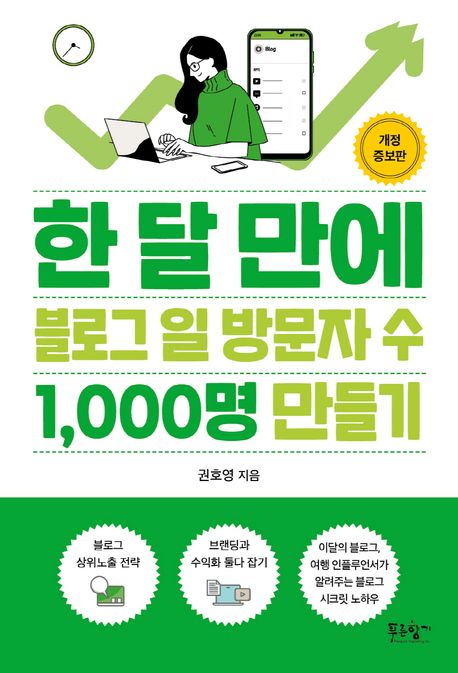 Blog
개정
증보판
한 달 만에
블로그 일 방문자 수
1,000명 만들기
권호영 지음
블로그
상위노출 전략
브랜딩과
수익화 둘다 잡기
이달의 블로그,
여행 인플루언서가
알려주는 블로그
시크릿 노하우
푸른향기